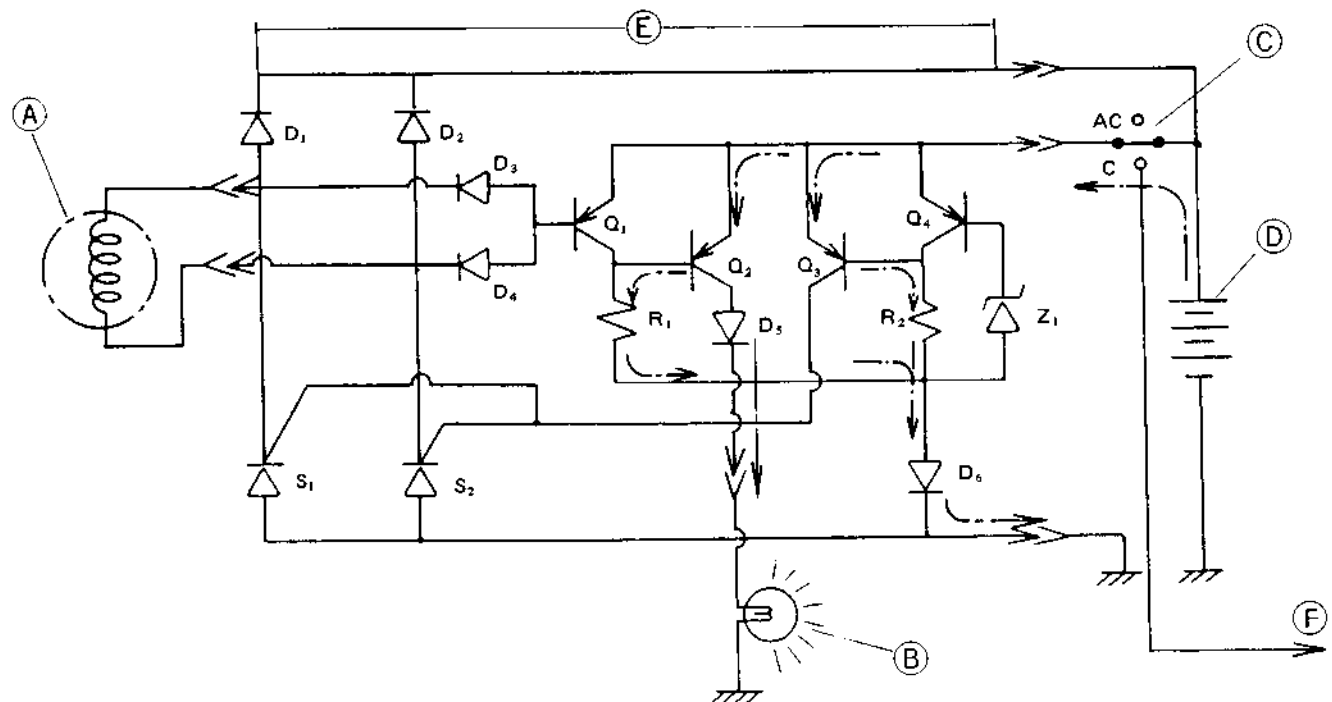 E
C
A
D₁
D₂
AC
D₃
C
Q₁
Q₄
D
D₄
Q₂
Q₃
R₁
D₅
R₂
Z₁
S₁
S₂
D₆
F
B